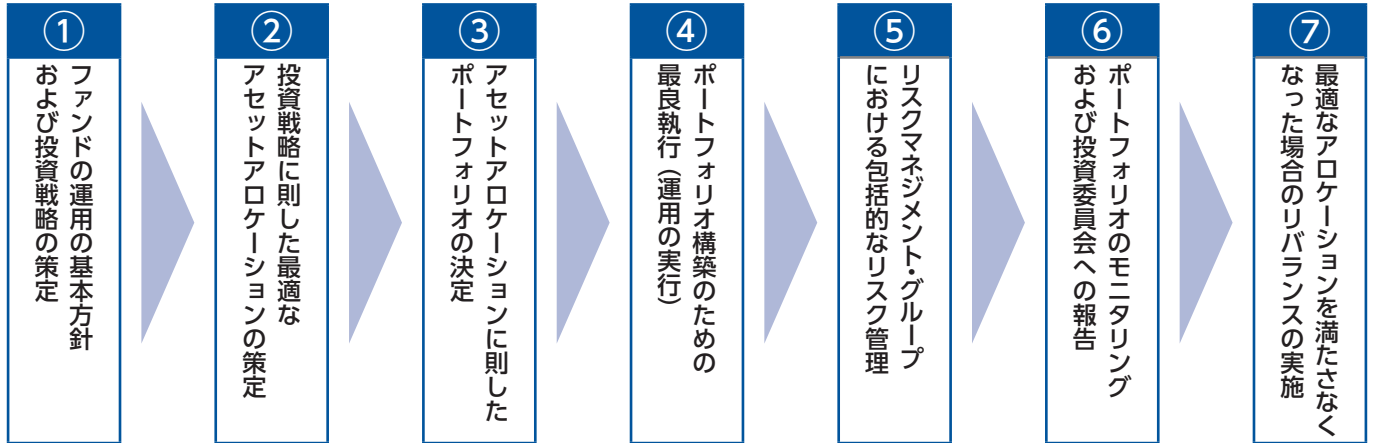 ①
ファンドの運用の基本方針
および投資戦略の策定
②
投資戦略に則した最適な
アセットアロケーションの策定
③
アセットアロケーションに則した
ポートフォリオの決定
④
ポートフォリオ構築のための
最良執行（運用の実行）
⑤
リスクマネジメント・グループ
における包括的なリスク管理
⑥
ポートフォリオのモニタリング
および投資委員会への報告
⑦
最適なアロケーションを満たさなく
なった場合のリバランスの実施